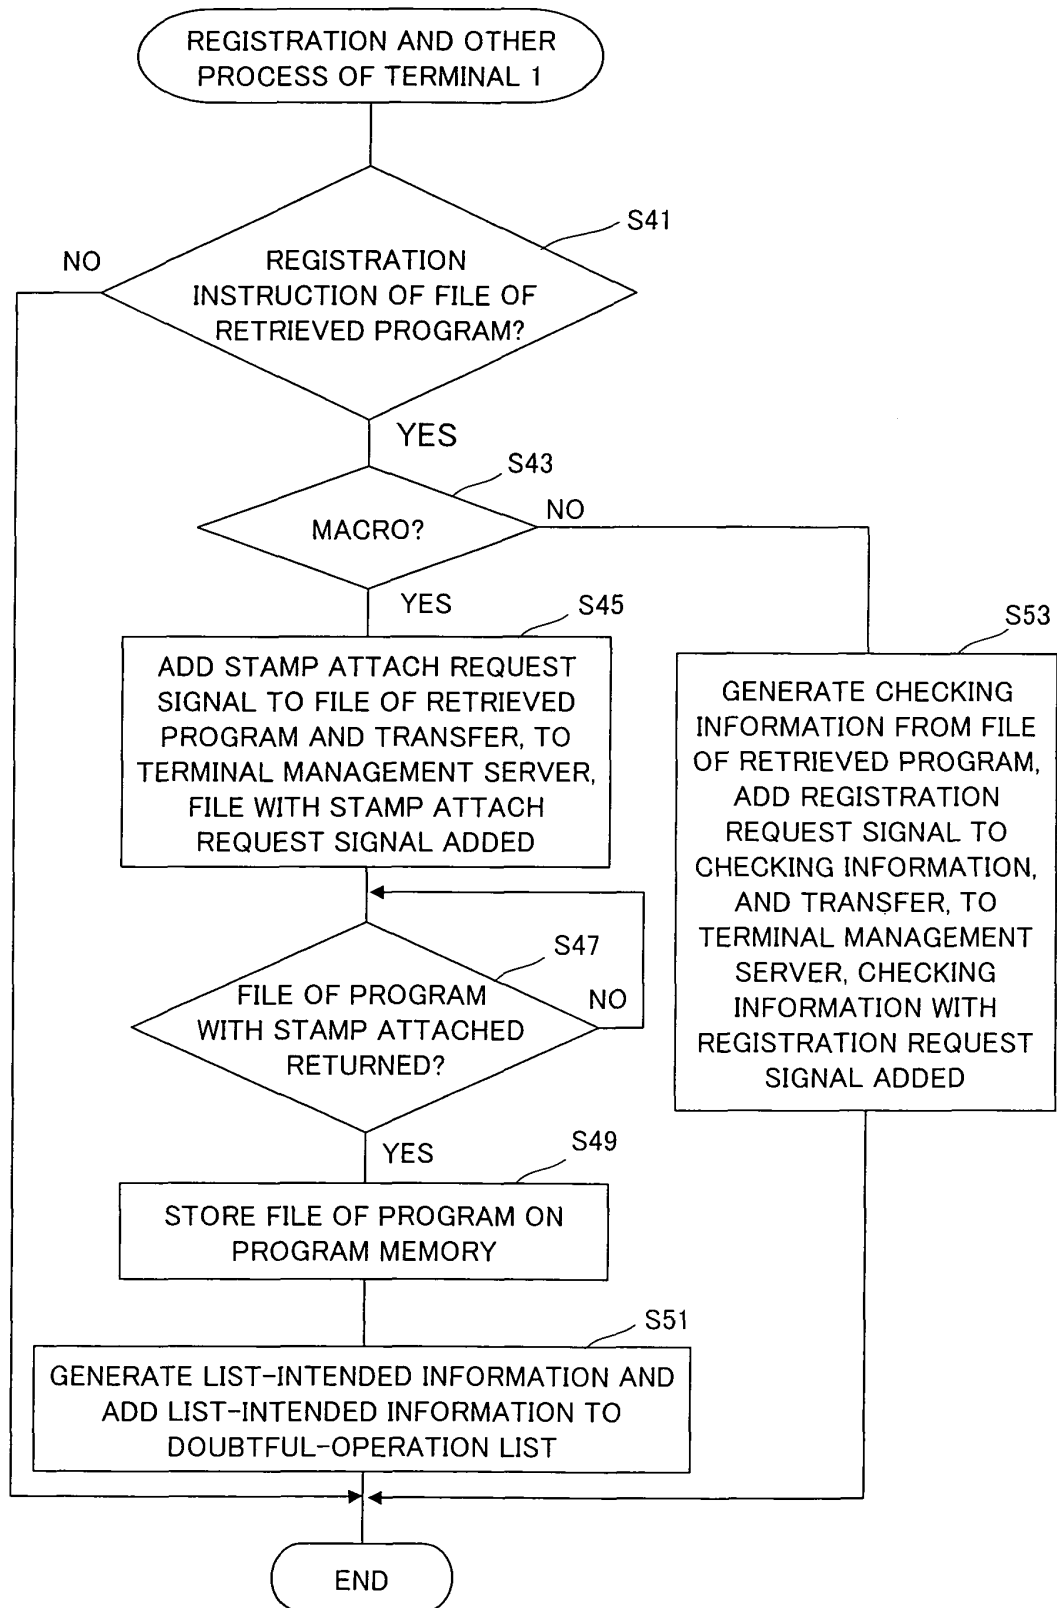 REGISTRATION AND OTHER
PROCESS OF TERMINAL 1
S41
NO
REGISTRATION
INSTRUCTION OF FILE OF
RETRIEVED PROGRAM?
YES
S43
NO
MACRO?
YES
S45
ADD STAMP ATTACH REQUEST
SIGNAL TO FILE OF RETRIEVED
PROGRAM AND TRANSFER, TO
TERMINAL MANAGEMENT SERVER,
FILE WITH STAMP ATTACH
REQUEST SIGNAL ADDED
S53
GENERATE CHECKING
INFORMATION FROM FILE
OF RETRIEVED PROGRAM,
ADD REGISTRATION
REQUEST SIGNAL TO
CHECKING INFORMATION,
AND TRANSFER, TO
TERMINAL MANAGEMENT
SERVER, CHECKING
INFORMATION WITH
REGISTRATION REQUEST
SIGNAL ADDED
S47
FILE OF PROGRAM
WITH STAMP ATTACHED
RETURNED?
NO
YES
S49
STORE FILE OF PROGRAM ON
PROGRAM MEMORY
S51
GENERATE LIST-INTENDED INFORMATION AND
ADD LIST-INTENDED INFORMATION TO
DOUBTFUL-OPERATION LIST
END